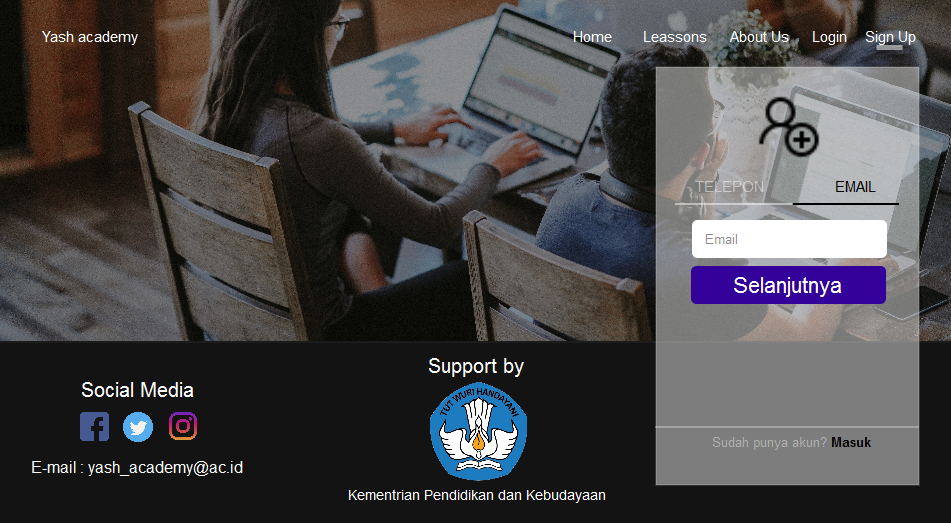 Yash academy
Home
Leassons
About Us
Login
Sign Up
TELEPON
EMAIL
Email
Selanjutnya
Sudah punya akun? Masuk
Social Media
E-mail : yash_academy@ac.id
Support by
TUT WURI HANDAYANI
Kementrian Pendidikan dan Kebudayaan